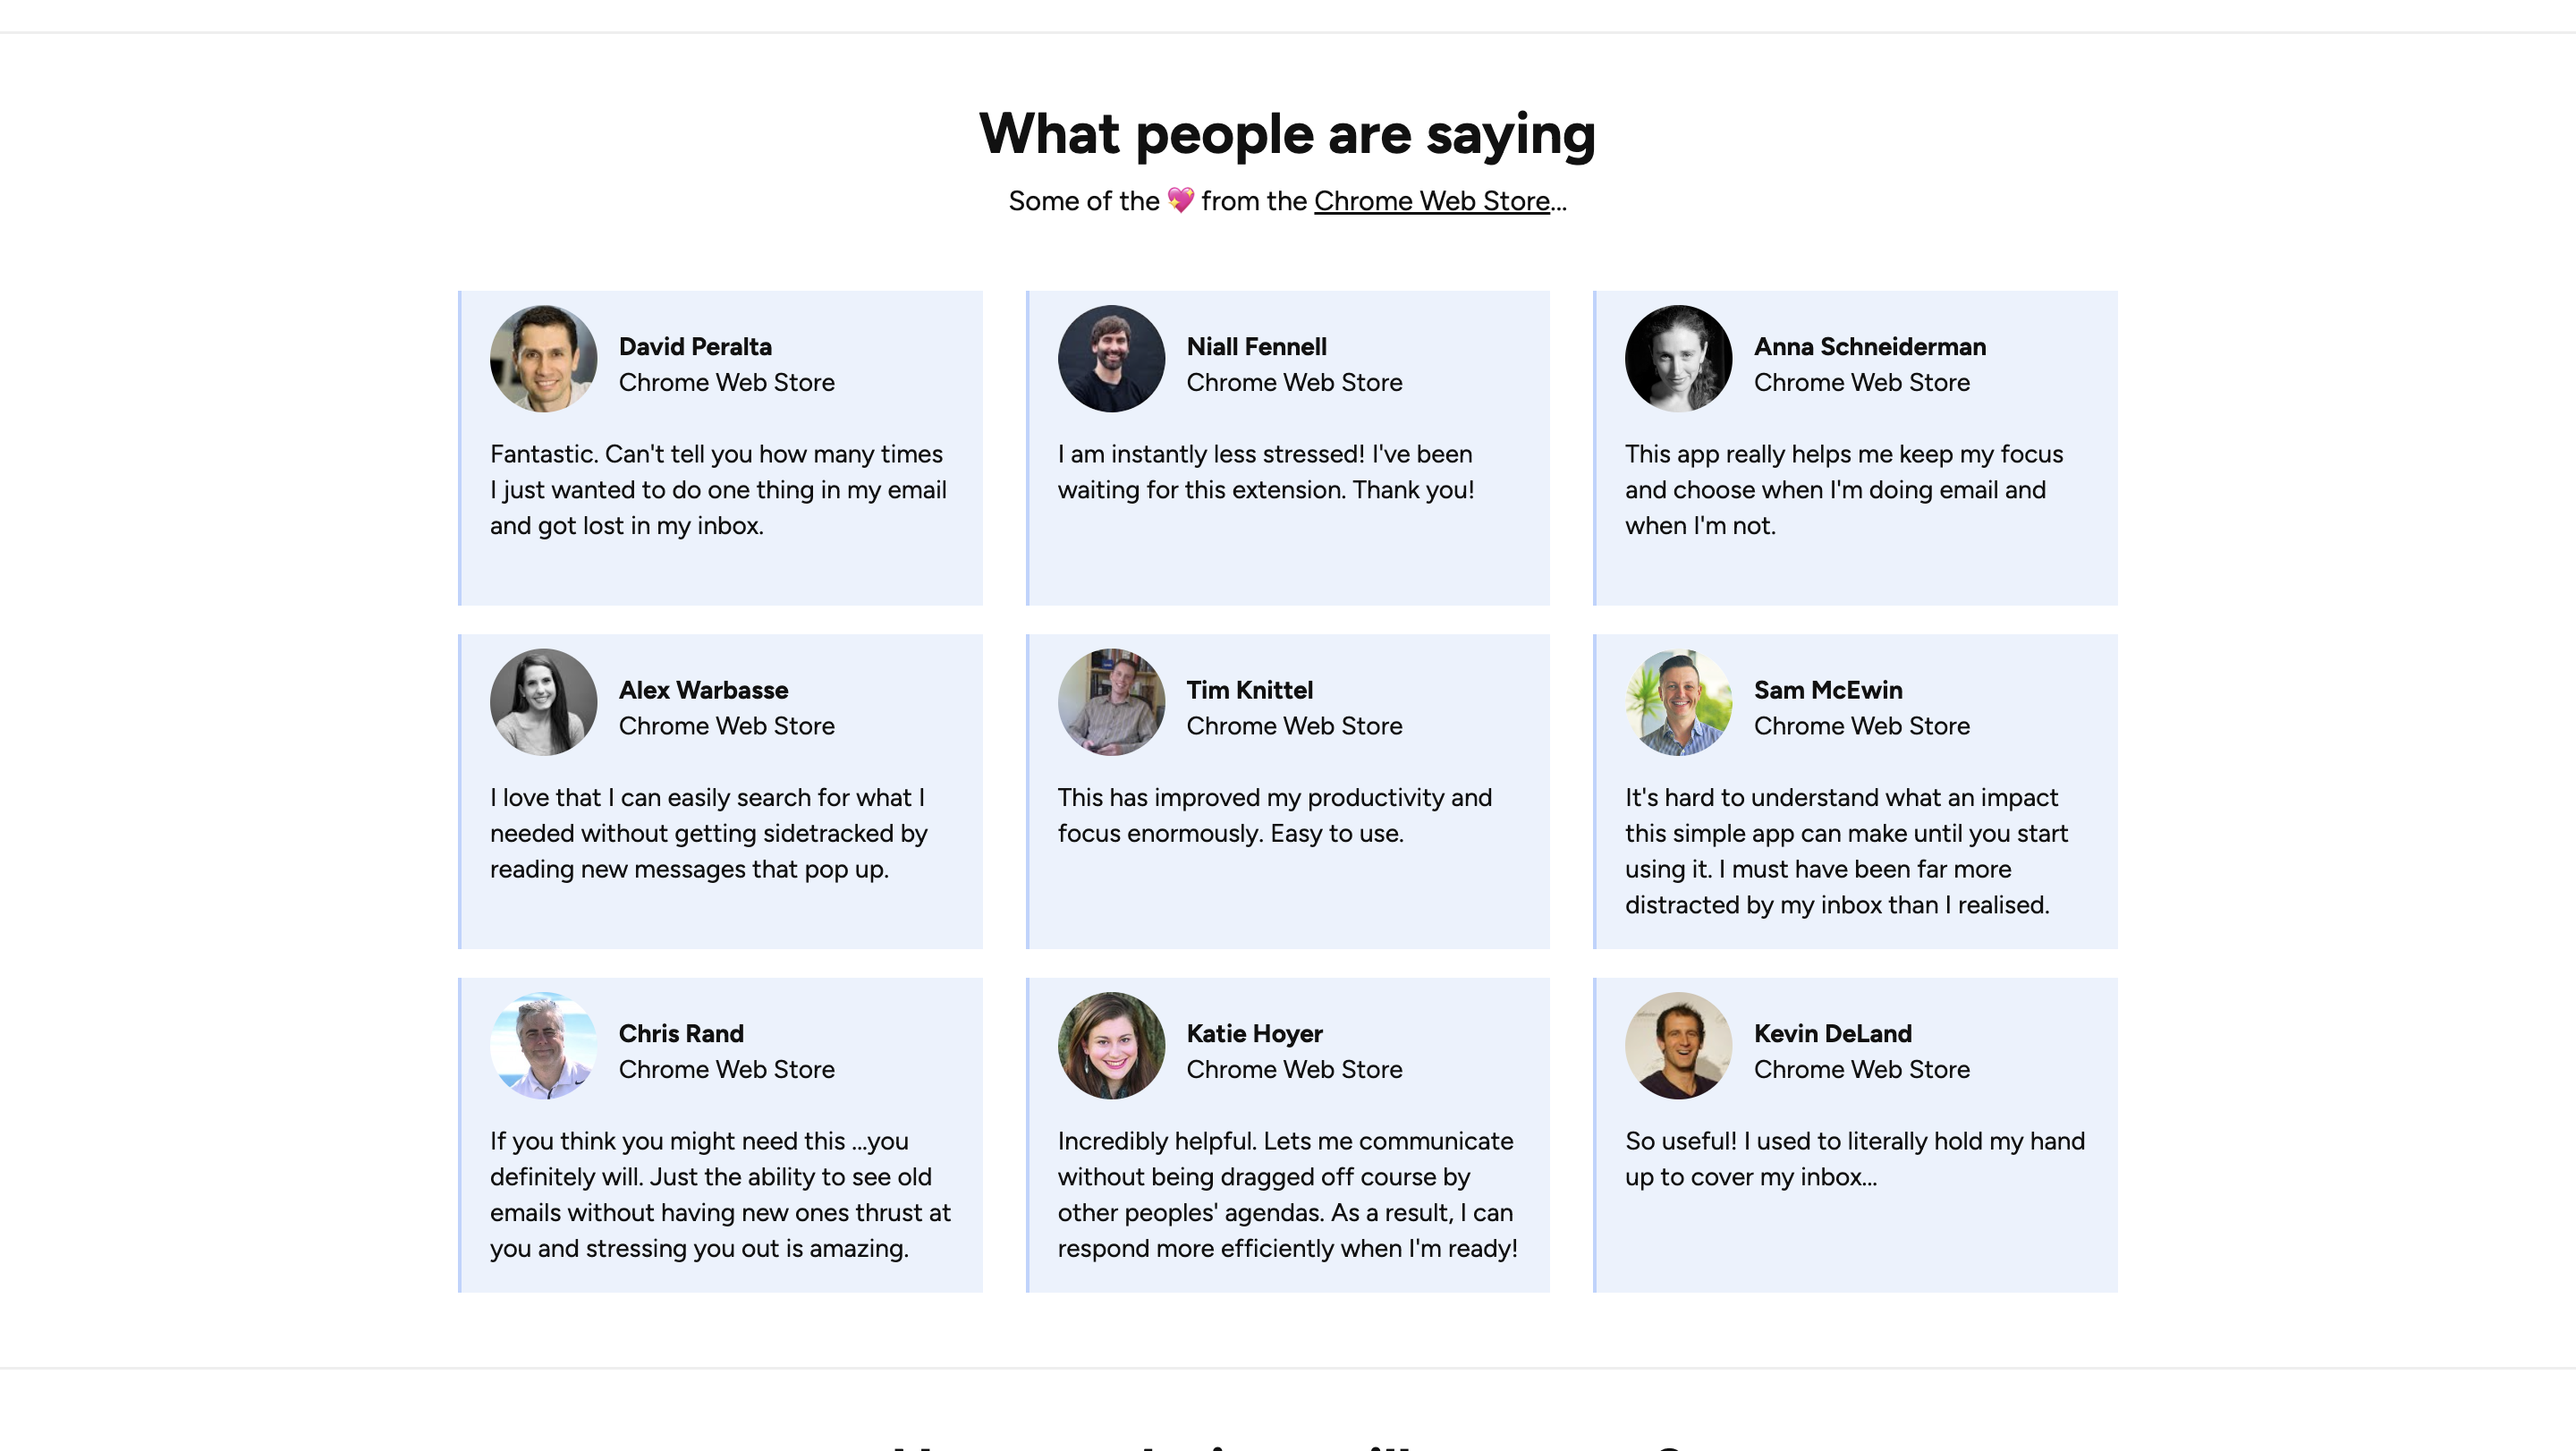 What people are saying
Some of the 💖 from the Chrome Web Store...
David Peralta
Chrome Web Store
Fantastic. Can't tell you how many times
I just wanted to do one thing in my email
and got lost in my inbox.
Niall Fennell
Chrome Web Store
I am instantly less stressed! I've been
waiting for this extension. Thank you!
Anna Schneiderman
Chrome Web Store
This app really helps me keep my focus
and choose when I'm doing email and
when I'm not.
Alex Warbasse
Chrome Web Store
I love that I can easily search for what I
needed without getting sidetracked by
reading new messages that pop up.
Tim Knittel
Chrome Web Store
This has improved my productivity and
focus enormously. Easy to use.
Sam McEwin
Chrome Web Store
It's hard to understand what an impact
this simple app can make until you start
using it. I must have been far more
distracted by my inbox than I realised.
Chris Rand
Chrome Web Store
If you think you might need this ...you
definitely will. Just the ability to see old
emails without having new ones thrust at
you and stressing you out is amazing.
Katie Hoyer
Chrome Web Store
Incredibly helpful. Lets me communicate
without being dragged off course by
other peoples' agendas. As a result, I can
respond more efficiently when I'm ready!
Kevin DeLand
Chrome Web Store
So useful! I used to literally hold my hand
up to cover my inbox...